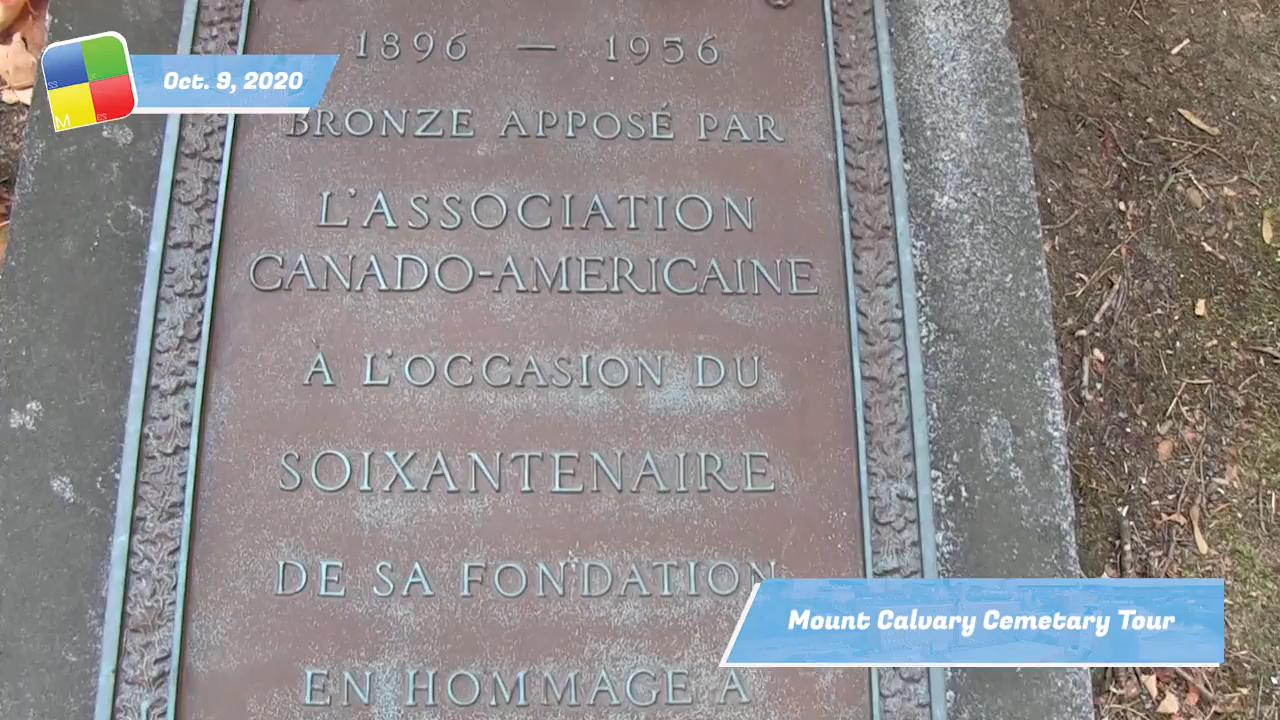 Oct. 9, 2020
1896 — 1956
BRONZE APPOSÉ PAR
L'ASSOCIATION
CANADO-AMERICAINE
À L'OCCASION DU
SOIXANTENAIRE
DE SA FONDATION
EN HOMMAGE A
Mount Calvary Cemetary Tour